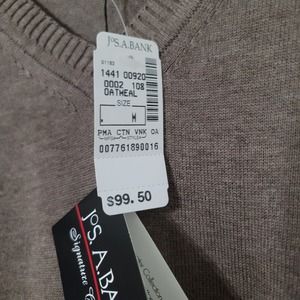 JOS. A. BANK
01183
1441 00920
0002 108
OATMEAL
SIZE
M
PMA CTN VNK OA
007761890016
$99.50
JOS. A. BANK
Signature
Collection